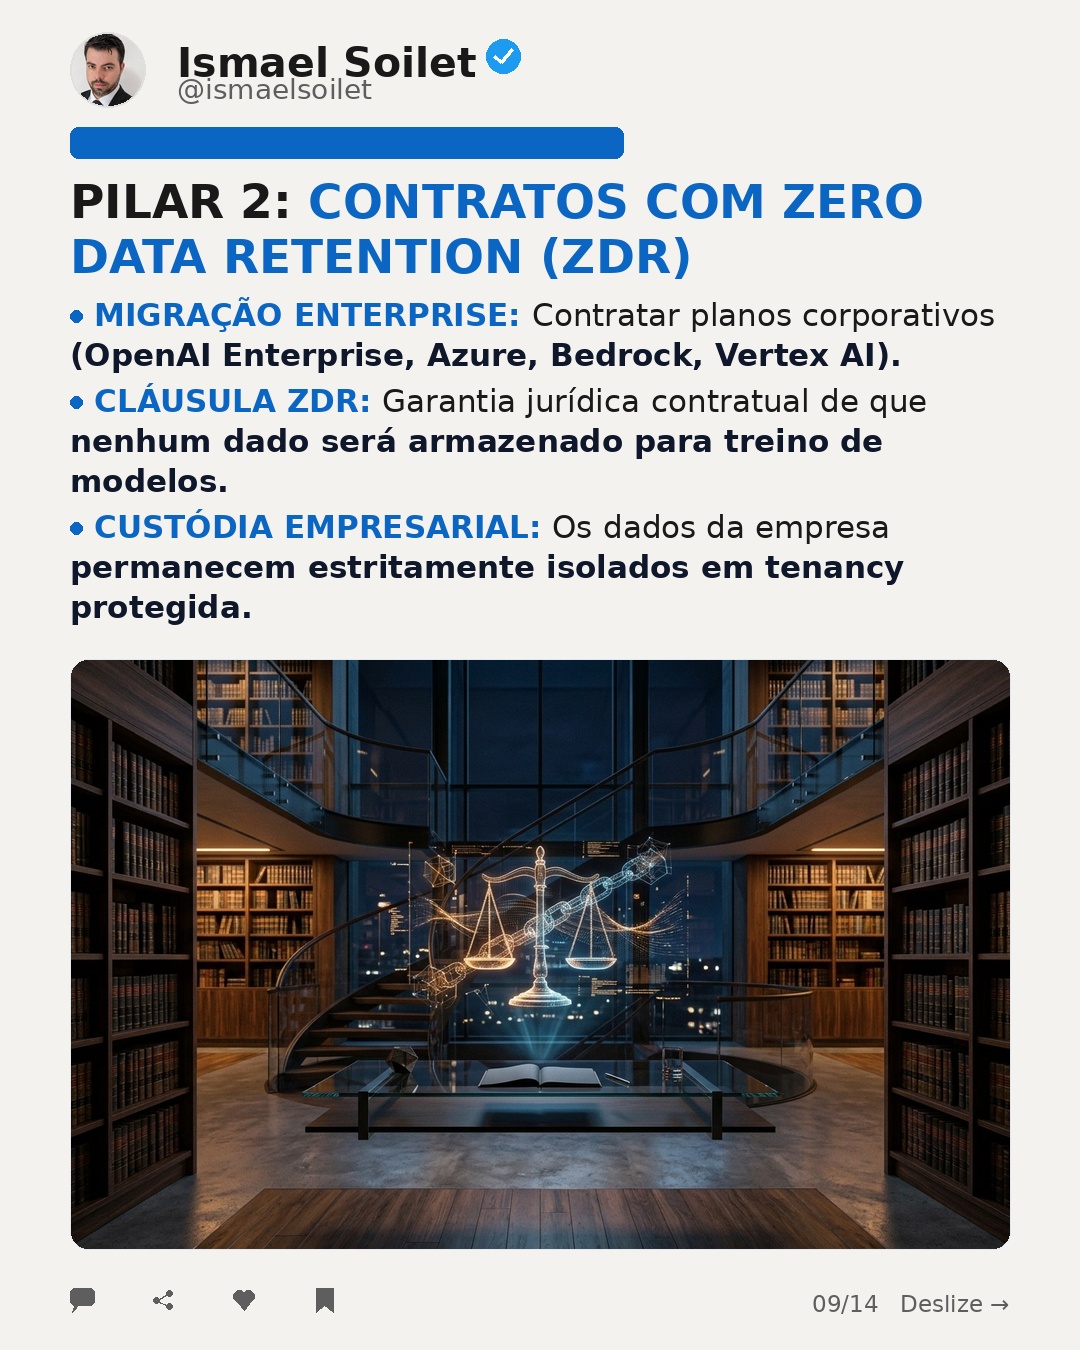 Ismael Soilet
@ismaelsoilet
PILAR 2: CONTRATOS COM ZERO
DATA RETENTION (ZDR)
• MIGRAÇÃO ENTERPRISE: Contratar planos corporativos
(OpenAI Enterprise, Azure, Bedrock, Vertex AI).
• CLÁUSULA ZDR: Garantia jurídica contratual de que
nenhum dado será armazenado para treino de
modelos.
• CUSTÓDIA EMPRESARIAL: Os dados da empresa
permanecem estritamente isolados em tenancy
protegida.
09/14 Deslize →